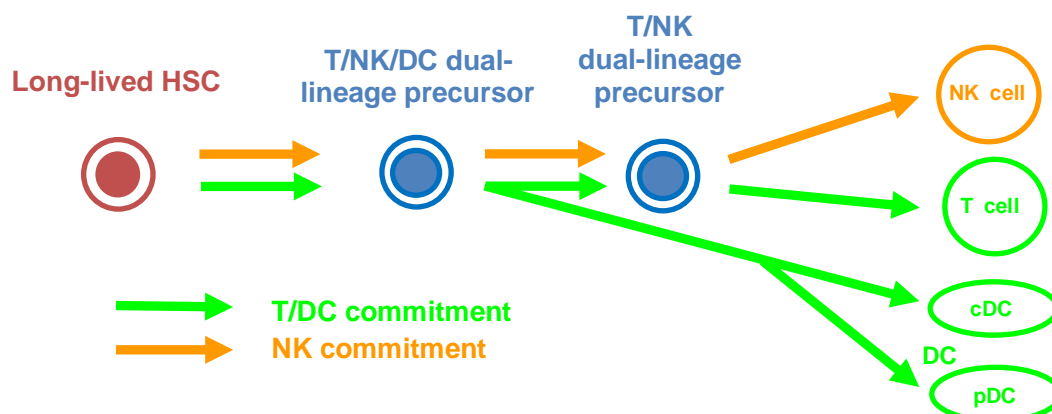 Long-lived HSC
T/NK/DC dual-
lineage precursor
T/NK
dual-lineage
precursor
NK cell
T cell
cDC
DC
pDC
T/DC commitment
NK commitment